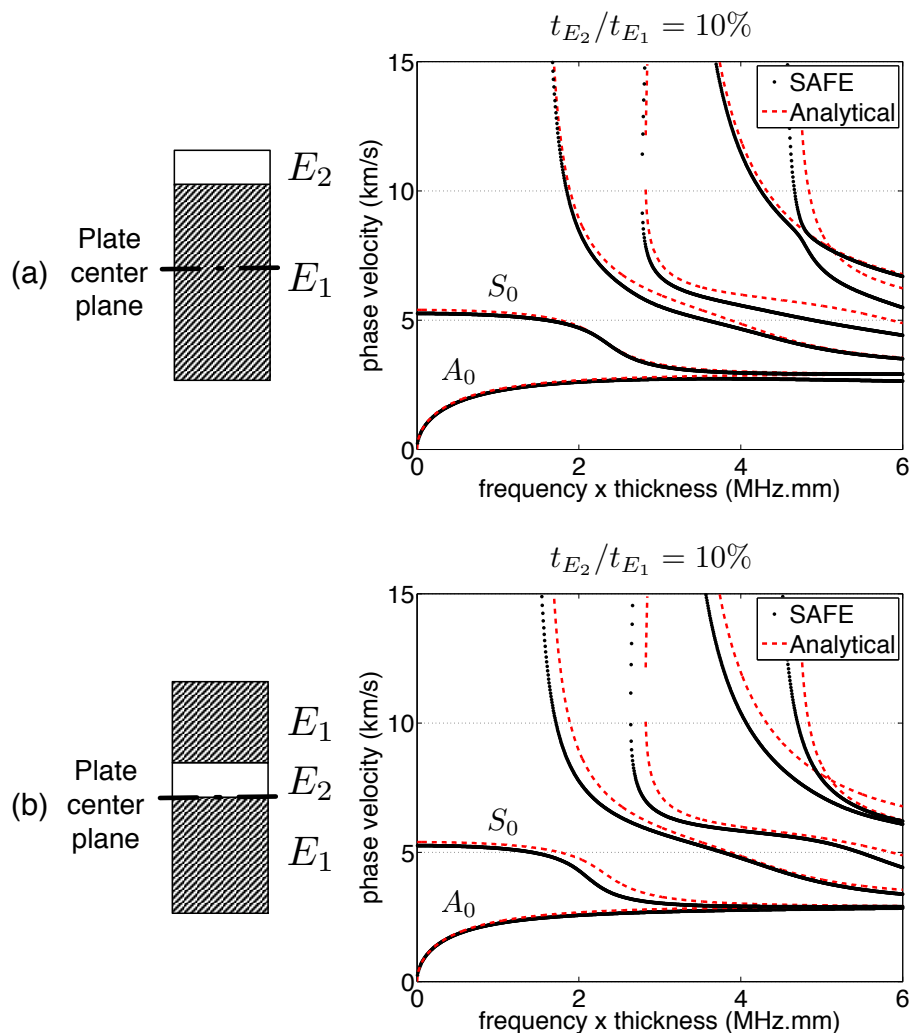 t_{E_2}/t_{E_1} = 10%
(a)
Plate
center
plane
E_2
E_1
phase velocity (km/s)
15
10
5
0
SAFE
Analytical
S_0
A_0
0 2 4 6
frequency x thickness (MHz.mm)
t_{E_2}/t_{E_1} = 10%
(b)
Plate
center
plane
E_1
E_2
E_1
phase velocity (km/s)
15
10
5
0
SAFE
Analytical
S_0
A_0
0 2 4 6
frequency x thickness (MHz.mm)